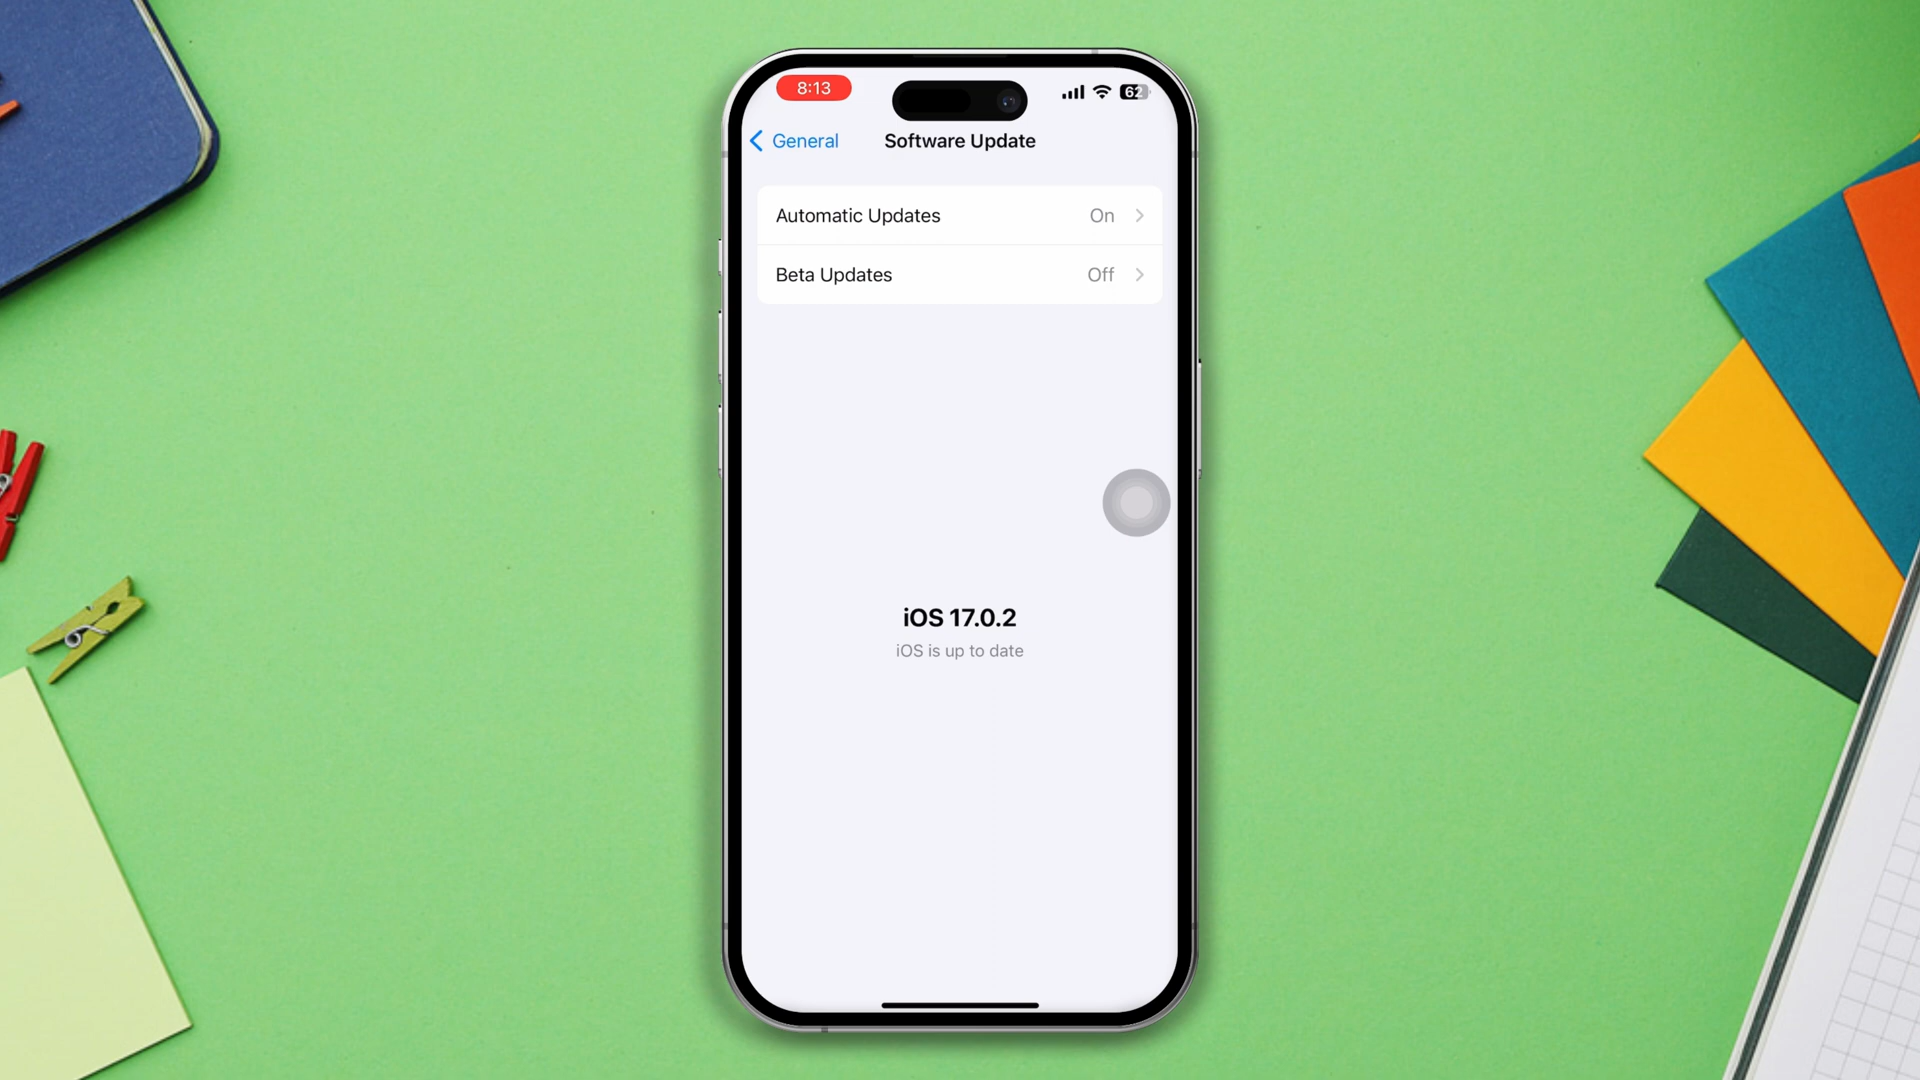 8:13
62
General
Software Update
Automatic Updates
On
Beta Updates
Off
iOS 17.0.2
iOS is up to date